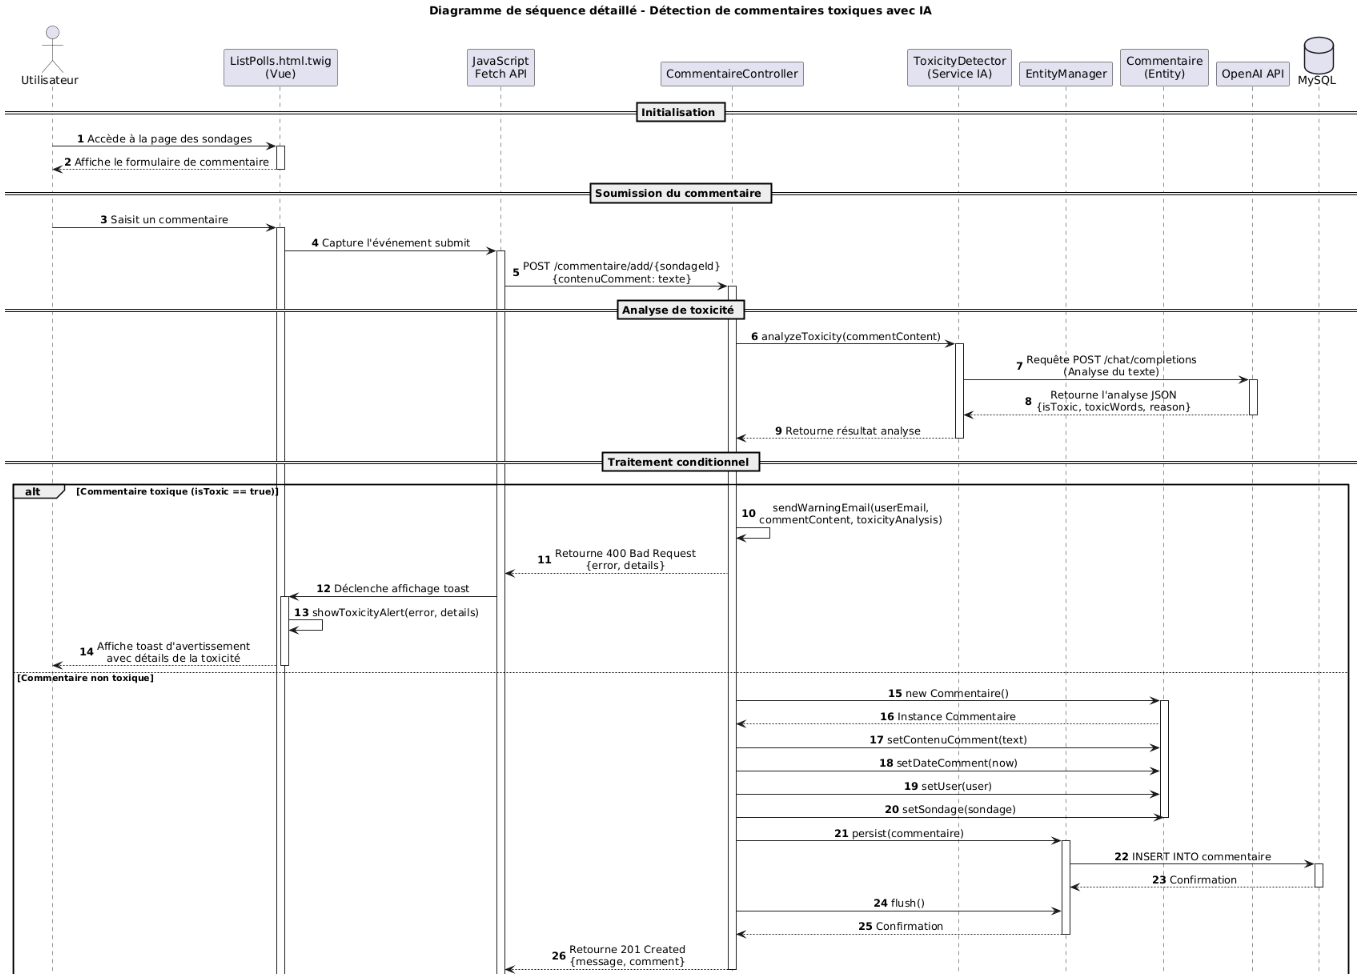 Diagramme de séquence détaillé - Détection de commentaires toxiques avec IA
Utilisateur
ListPolls.html.twig
(Vue)
JavaScript
Fetch API
CommentaireController
ToxicityDetector
(Service IA)
EntityManager
Commentaire
(Entity)
OpenAI API
MySQL
Initialisation
1 Accède à la page des sondages
2 Affiche le formulaire de commentaire
Soumission du commentaire
3 Saisit un commentaire
4 Capture l'événement submit
5 POST /commentaire/add/{sondageId}
{contenuComment: texte}
Analyse de toxicité
6 analyzeToxicity(commentContent)
7 Requête POST /chat/completions
(Analyse du texte)
8 Retourne l'analyse JSON
{isToxic, toxicWords, reason}
9 Retourne résultat analyse
Traitement conditionnel
alt [Commentaire toxique (isToxic == true)]
10 sendWarningEmail(userEmail,
commentContent, toxicityAnalysis)
11 Retourne 400 Bad Request
{error, details}
12 Déclenche affichage toast
13 showToxicityAlert(error, details)
14 Affiche toast d'avertissement
avec détails de la toxicité
[Commentaire non toxique]
15 new Commentaire()
16 Instance Commentaire
17 setContenuComment(text)
18 setDateComment(now)
19 setUser(user)
20 setSondage(sondage)
21 persist(commentaire)
22 INSERT INTO commentaire
23 Confirmation
24 flush()
25 Confirmation
26 Retourne 201 Created
{message, comment}